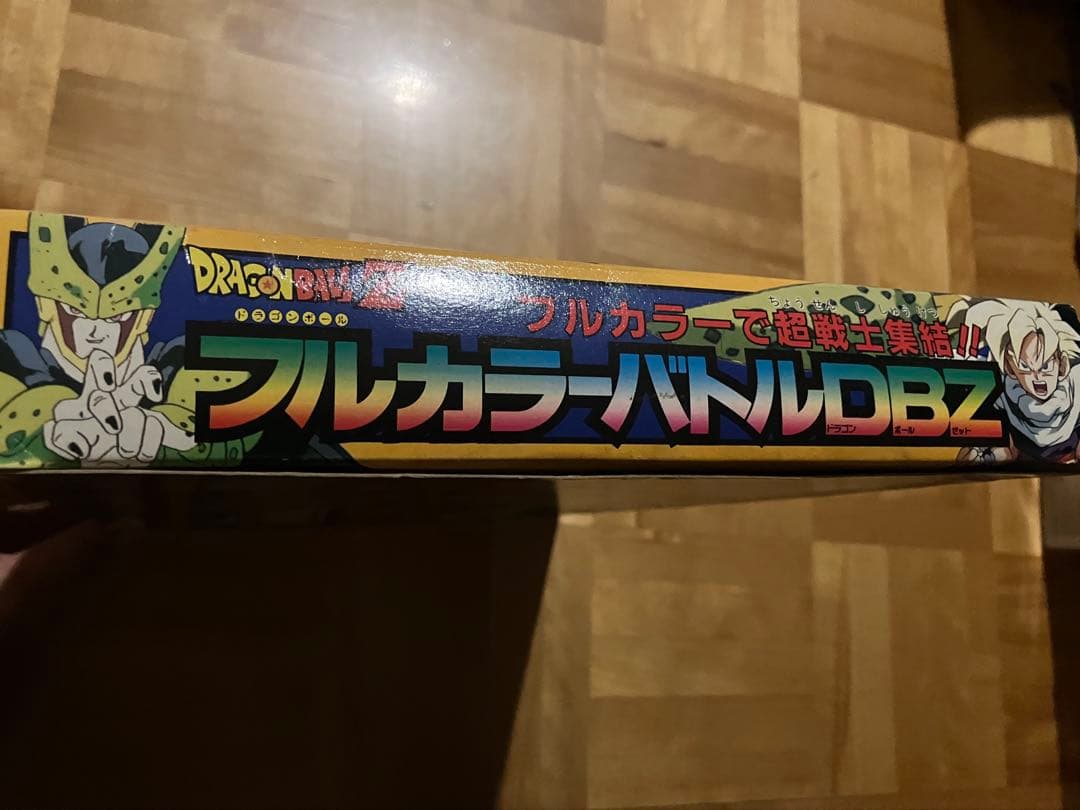 DRAGON BALL Z
ドラゴンボール
ちょう せん し しゅうけつ
フルカラーで超戦士集結!!
フルカラーバトルDBZ
ドラゴン ボール ゼット